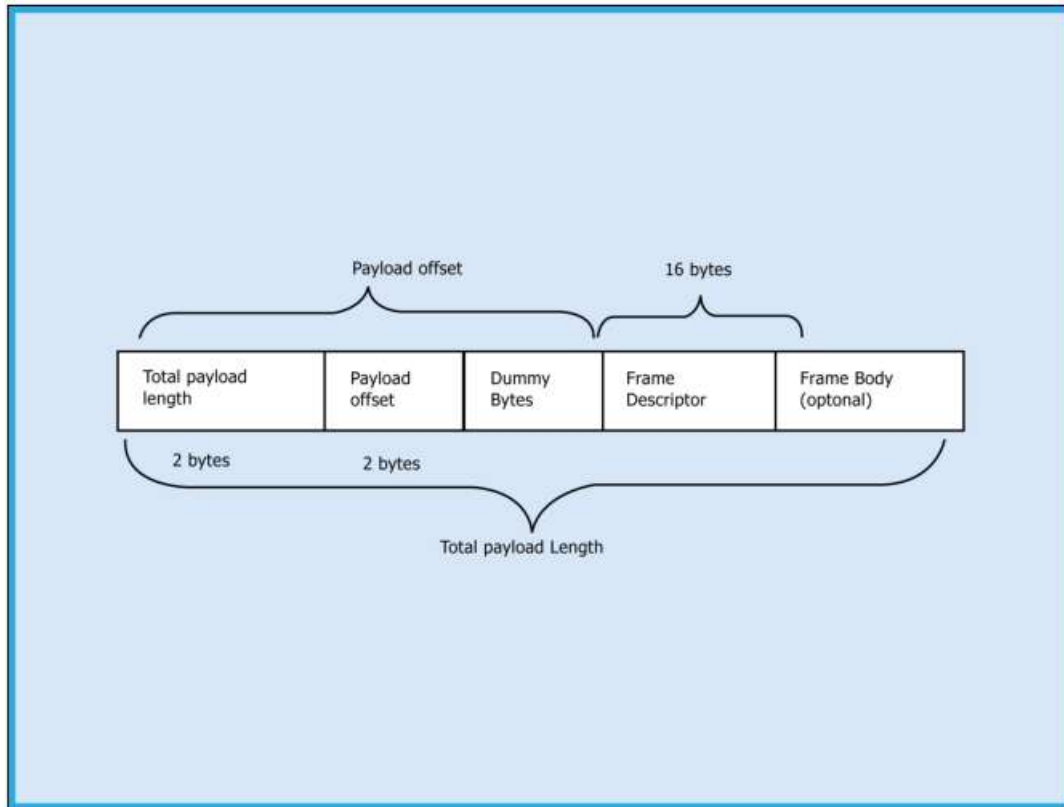 Payload offset
16 bytes
Total payload
length
Payload
offset
Dummy
Bytes
Frame
Descriptor
Frame Body
(optonal)
2 bytes
2 bytes
Total payload Length